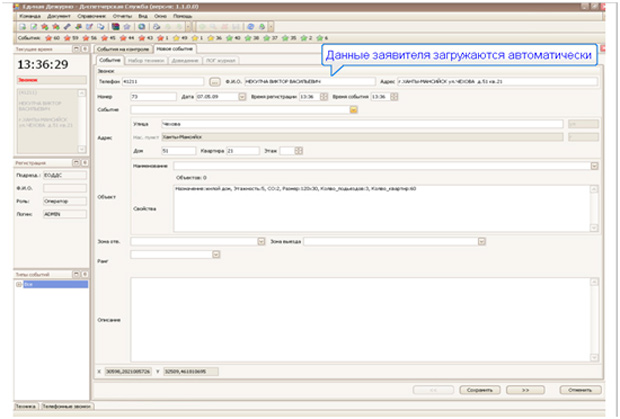 Единая Дежурно - Диспетчерская Служба (версия: 1.1.0.0)
Команда Документ Справочники Отчеты Вид Окно Помощь
События: 60 59 56 45 44 43 1 49 1 36 40 38 37 35 2 6
Текущее время
13:36:29
Звонок
(41211)
НЕКУПНА ВИКТОР
ВАСИЛЬЕВИЧ
г.ХАНТЫ-МАНСИЙСК
ул.ЧЕХОВА д.51 кв.21
Регистрация
Подразд.: ЕОДДС
Ф.И.О.
Роль: Оператор
Логин: ADMIN
Типы событий
Все
События на контроле Новое событие
Событие Набор техники Доведение ЛОГ журнал
Данные заявителя загружаются автоматически
Звонок
Телефон 41211 ... Ф.И.О. НЕКУПНА ВИКТОР ВАСИЛЬЕВИЧ Адрес г.ХАНТЫ-МАНСИЙСК ул.ЧЕХОВА д.51 кв.21
Номер 73 Дата 07.05.09 Время регистрации 13:36 Время события 13:36
Событие
Адрес
Улица Чехова
Нас. пункт Ханты-Мансийск
Дом 51 Квартира 21 Этаж
Объект
Наименование
Объектов: 0
Свойства
Назначение:жилой дом, Этажность:5, СО:2, Размер:120x30, Колво_подъездов:3, Колво_квартир:60
Зона отв. Зона выезда
Ранг
Описание
X 30598,2021085726 Y 32509,461010695
<< Сохранить >> Отменить
Техника Телефонные звонки